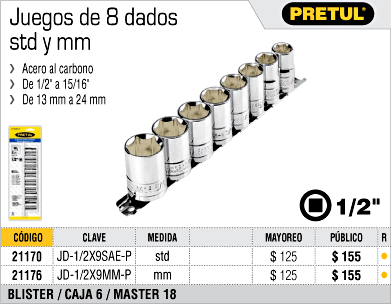 Juegos de 8 dados
std y mm
PRETUL®
Acero al carbono
De 1/2" a 15/16"
De 13 mm a 24 mm
1/2"
CÓDIGO CLAVE MEDIDA MAYOREO PÚBLICO R
21170 JD-1/2X9SAE-P std $ 125 $ 155
21176 JD-1/2X9MM-P mm $ 125 $ 155
BLISTER / CAJA 6 / MASTER 18